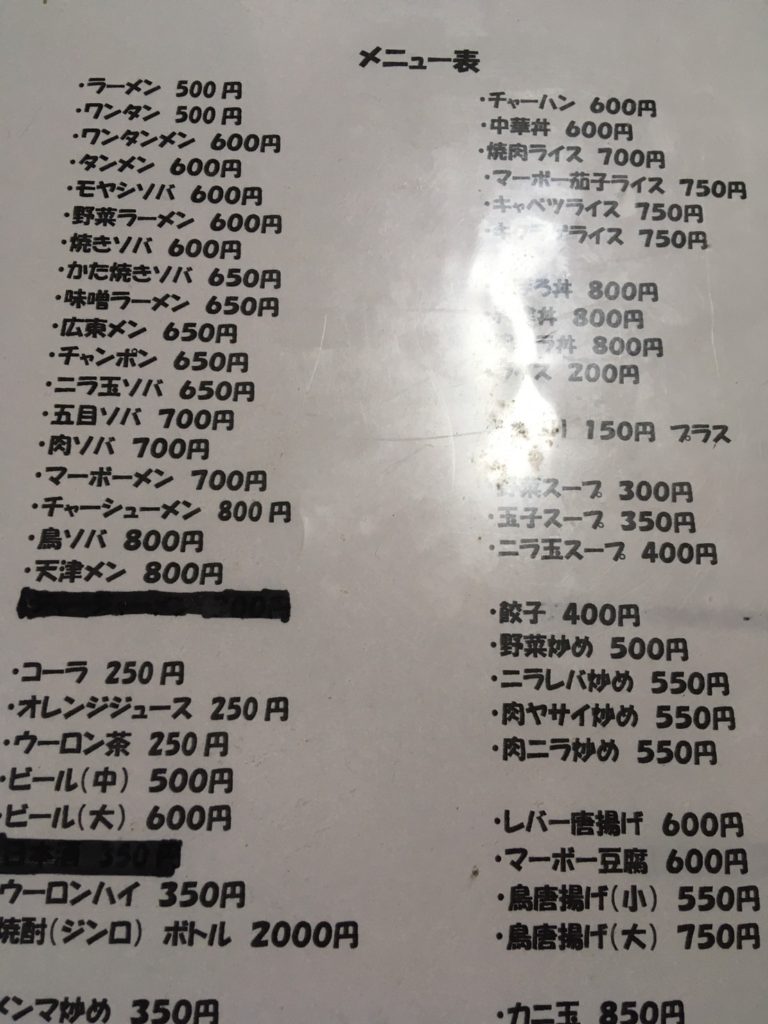 メニュー表
・ラーメン 500円
・ワンタン 500円
・ワンタンメン 600円
・タンメン 600円
・モヤシソバ 600円
・野菜ラーメン 600円
・焼きソバ 600円
・かた焼きソバ 650円
・味噌ラーメン 650円
・広東メン 650円
・チャンポン 650円
・ニラ玉ソバ 650円
・五目ソバ 700円
・肉ソバ 700円
・マーボーメン 700円
・チャーシューメン 800円
・鳥ソバ 800円
・天津メン 800円
・コーラ 250円
・オレンジジュース 250円
・ウーロン茶 250円
・ビール(中) 500円
・ビール(大) 600円
日本酒 350円
ウーロンハイ 350円
焼酎(ジンロ) ボトル 2000円
メンマ炒め 350円
・チャーハン 600円
・中華丼 600円
・焼肉ライス 700円
・マーボー茄子ライス 750円
・キャベツライス 750円
ライス 750円
丼 800円
丼 800円
丼 800円
200円
150円 プラス
野菜スープ 300円
・玉子スープ 350円
・ニラ玉スープ 400円
・餃子 400円
・野菜炒め 500円
・ニラレバ炒め 550円
・肉ヤサイ炒め 550円
・肉ニラ炒め 550円
・レバー唐揚げ 600円
・マーボー豆腐 600円
・鳥唐揚げ(小) 550円
・鳥唐揚げ(大) 750円
・カニ玉 850円